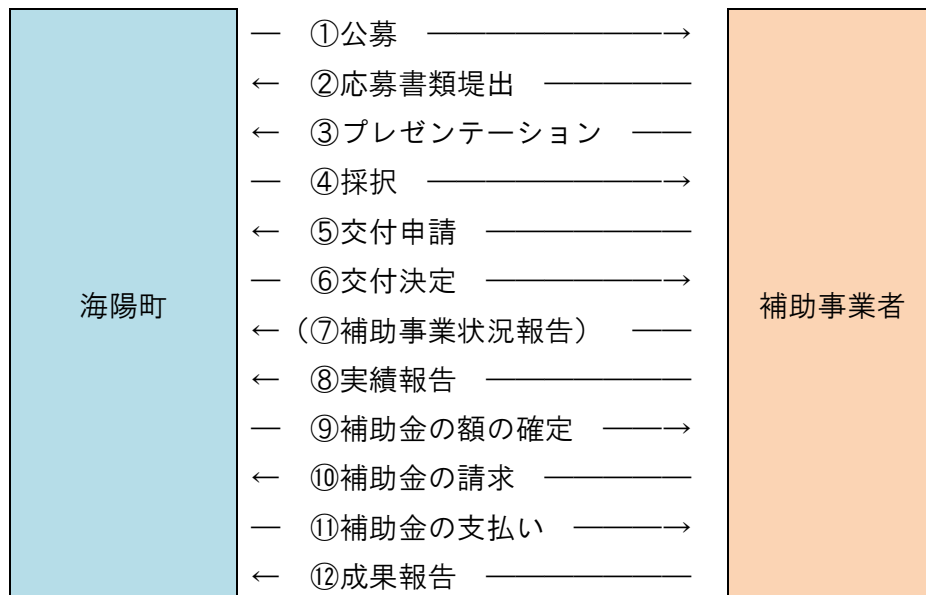 ― ①公募 ―――――――――→
← ②応募書類堤出 ―――――
← ③プレゼンテーション ――
― ④採択 ―――――――――→
← ⑤交付申請 ―――――――
― ⑥交付決定 ―――――――→
海陽町
補助事業者
←（⑦補助事業状況報告） ――
← ⑧実績報告 ―――――――
― ⑨補助金の額の確定 ―――→
← ⑩補助金の請求 ―――――
― ⑪補助金の支払い ――――→
← ⑫成果報告 ―――――――